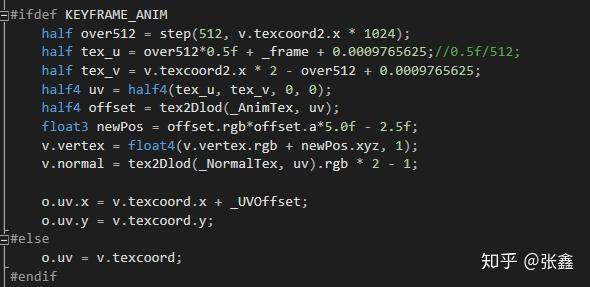 #ifdef KEYFRAME_ANIM
half over512 = step(512, v.texcoord2.x * 1024);
half tex_u = over512*0.5f + _frame + 0.0009765625;//0.5f/512;
half tex_v = v.texcoord2.x * 2 - over512 + 0.0009765625;
half4 uv = half4(tex_u, tex_v, 0, 0);
half4 offset = tex2Dlod(_AnimTex, uv);
float3 newPos = offset.rgb*offset.a*5.0f - 2.5f;
v.vertex = float4(v.vertex.rgb + newPos.xyz, 1);
v.normal = tex2Dlod(_NormalTex, uv).rgb * 2 - 1;
o.uv.x = v.texcoord.x + _UVOffset;
o.uv.y = v.texcoord.y;
#else
o.uv = v.texcoord;
#endif
知乎 @张鑫